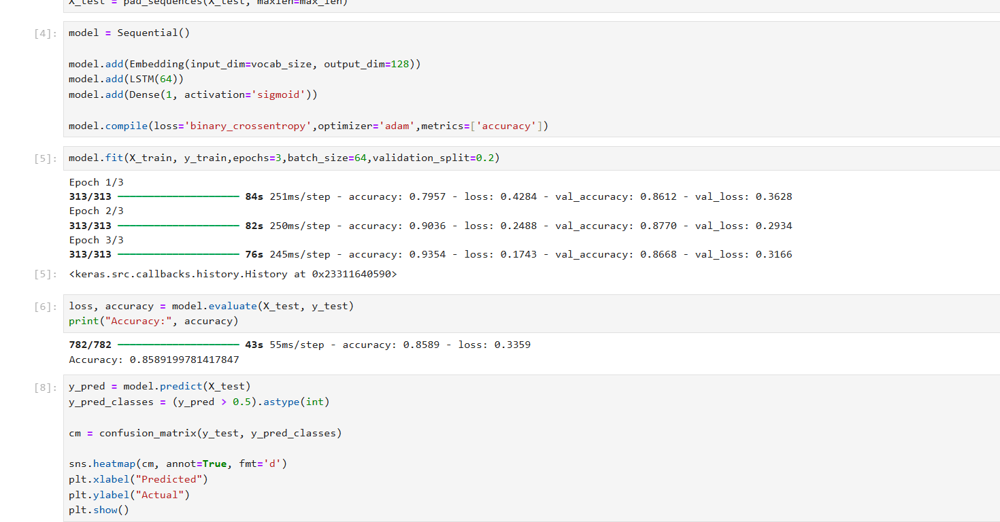 X_test = pad_sequences(X_test, maxlen=max_len)
[4]:
model = Sequential()
model.add(Embedding(input_dim=vocab_size, output_dim=128))
model.add(LSTM(64))
model.add(Dense(1, activation='sigmoid'))
model.compile(loss='binary_crossentropy',optimizer='adam',metrics=['accuracy'])
[5]:
model.fit(X_train, y_train,epochs=3,batch_size=64,validation_split=0.2)
Epoch 1/3
313/313 ━━━━━━━━━━━━━━━━━━━━ 84s 251ms/step - accuracy: 0.7957 - loss: 0.4284 - val_accuracy: 0.8612 - val_loss: 0.3628
Epoch 2/3
313/313 ━━━━━━━━━━━━━━━━━━━━ 82s 250ms/step - accuracy: 0.9036 - loss: 0.2488 - val_accuracy: 0.8770 - val_loss: 0.2934
Epoch 3/3
313/313 ━━━━━━━━━━━━━━━━━━━━ 76s 245ms/step - accuracy: 0.9354 - loss: 0.1743 - val_accuracy: 0.8668 - val_loss: 0.3166
[5]:
<keras.src.callbacks.history.History at 0x23311640590>
[6]:
loss, accuracy = model.evaluate(X_test, y_test)
print("Accuracy:", accuracy)
782/782 ━━━━━━━━━━━━━━━━━━━━ 43s 55ms/step - accuracy: 0.8589 - loss: 0.3359
Accuracy: 0.8589199781417847
[8]:
y_pred = model.predict(X_test)
y_pred_classes = (y_pred > 0.5).astype(int)
cm = confusion_matrix(y_test, y_pred_classes)
sns.heatmap(cm, annot=True, fmt='d')
plt.xlabel("Predicted")
plt.ylabel("Actual")
plt.show()